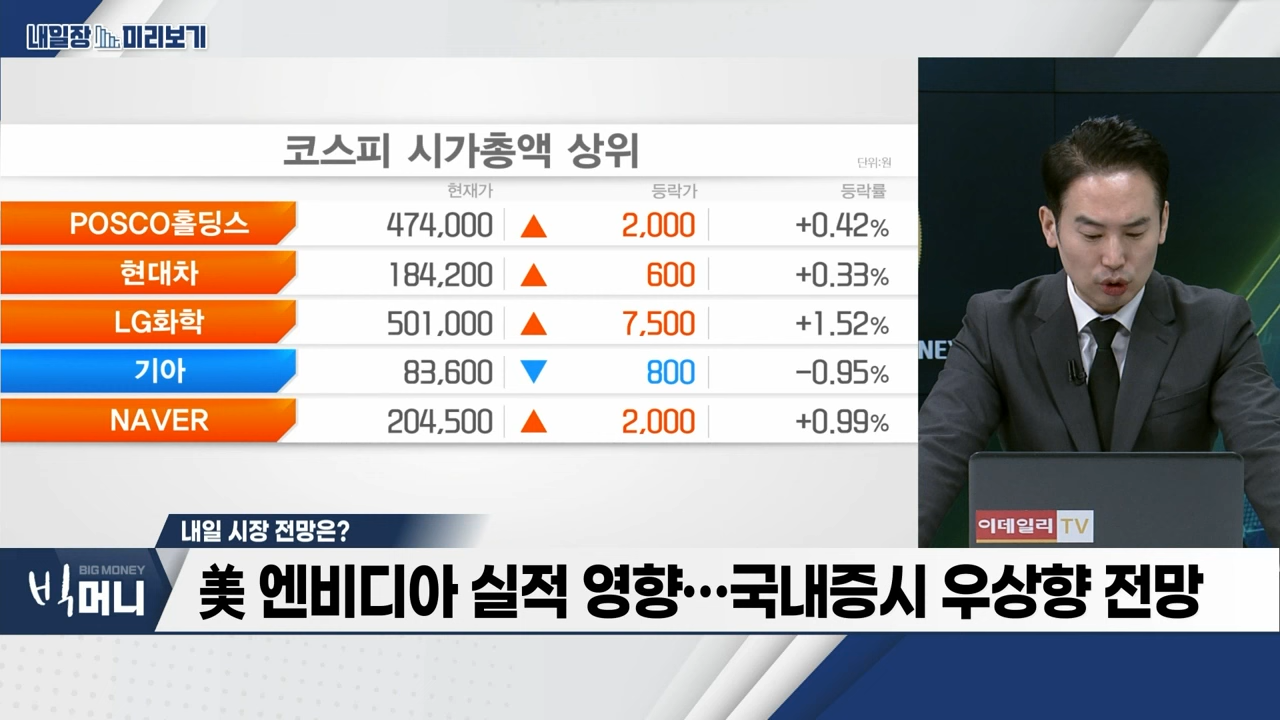 내일장 미리보기
코스피 시가총액 상위
단위:원
현재가 등락가 등락률
POSCO홀딩스 474,000 ▲ 2,000 +0.42%
현대차 184,200 ▲ 600 +0.33%
LG화학 501,000 ▲ 7,500 +1.52%
기아 83,600 ▼ 800 -0.95%
NAVER 204,500 ▲ 2,000 +0.99%
이데일리 TV
내일 시장 전망은?
BIG MONEY
빅머니
美 엔비디아 실적 영향…국내증시 우상향 전망